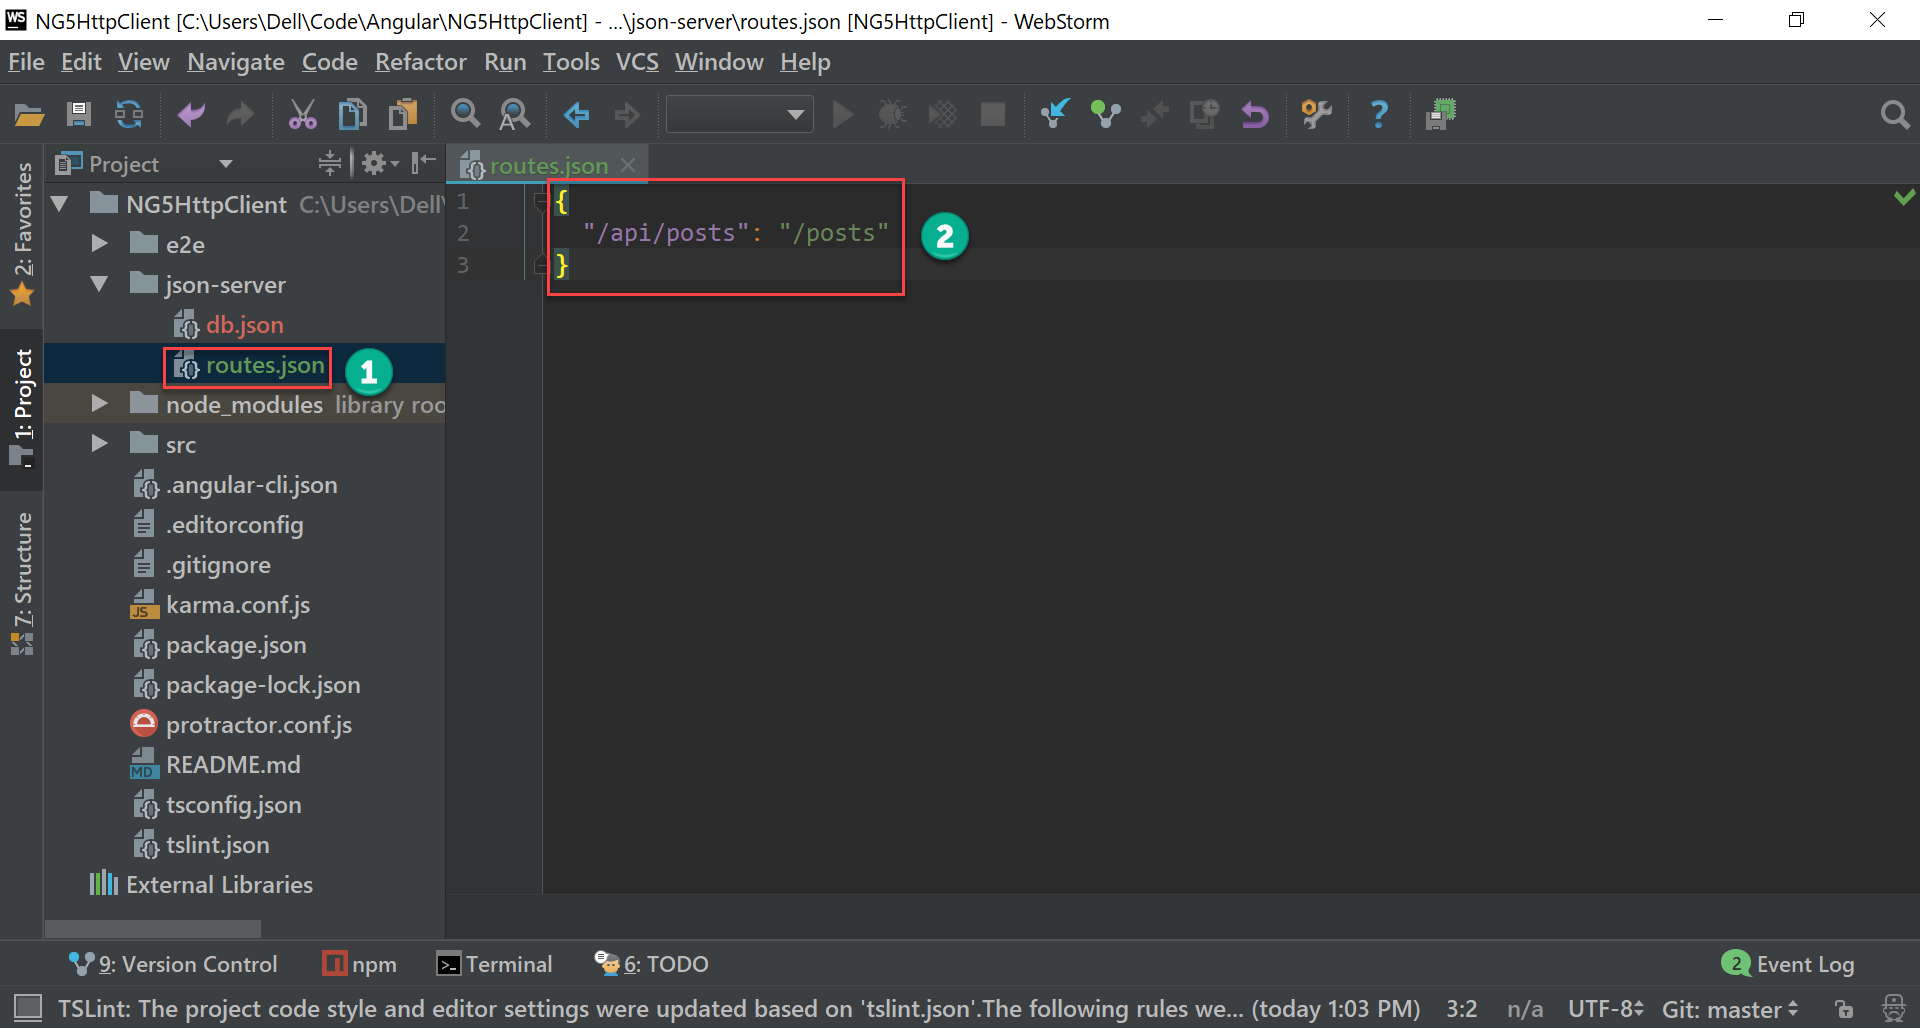 WS NG5HttpClient [C:\Users\Dell\Code\Angular\NG5HttpClient] - ...\json-server\routes.json [NG5HttpClient] - WebStorm
File Edit View Navigate Code Refactor Run Tools VCS Window Help
Project
routes.json
NG5HttpClient C:\Users\Dell\
e2e
json-server
db.json
routes.json
1
node_modules library roo
src
.angular-cli.json
.editorconfig
.gitignore
JS karma.conf.js
package.json
package-lock.json
protractor.conf.js
MD README.md
tsconfig.json
tslint.json
External Libraries
2: Favorites
1: Project
7: Structure
1 {
2 "/api/posts": "/posts"
3 }
2
9: Version Control npm Terminal 6: TODO 2 Event Log
TSLint: The project code style and editor settings were updated based on 'tslint.json'.The following rules we... (today 1:03 PM) 3:2 n/a UTF-8 Git: master